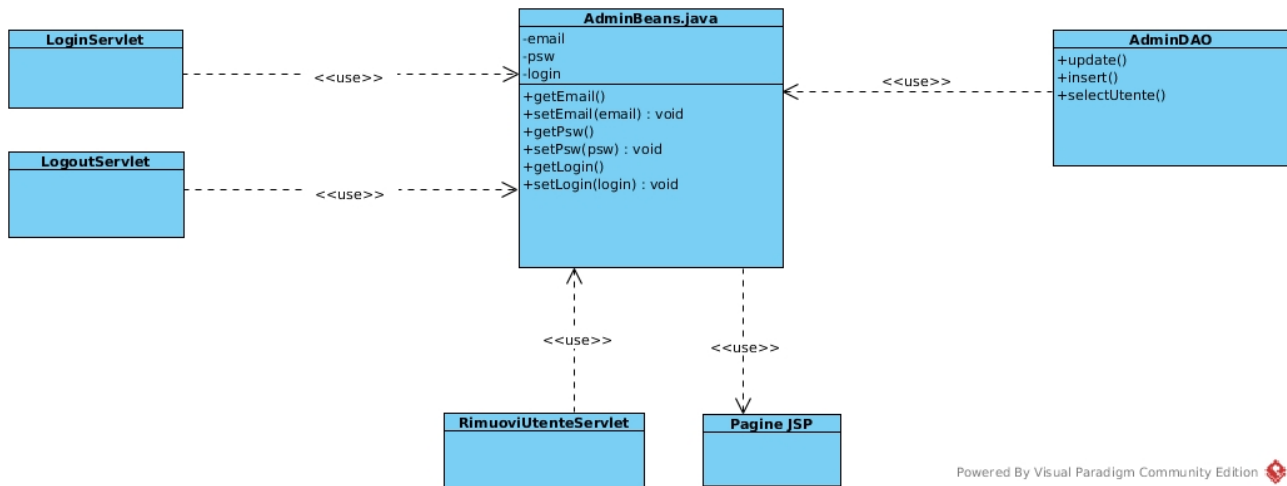 LoginServlet
<<use>>
LogoutServlet
<<use>>
AdminBeans.java
-email
-psw
-login
+getEmail()
+setEmail(email) : void
+getPsw()
+setPsw(psw) : void
+getLogin()
+setLogin(login) : void
<<use>>
AdminDAO
+update()
+insert()
+selectUtente()
<<use>>
<<use>>
RimuoviUtenteServlet
Pagine JSP
Powered By Visual Paradigm Community Edition